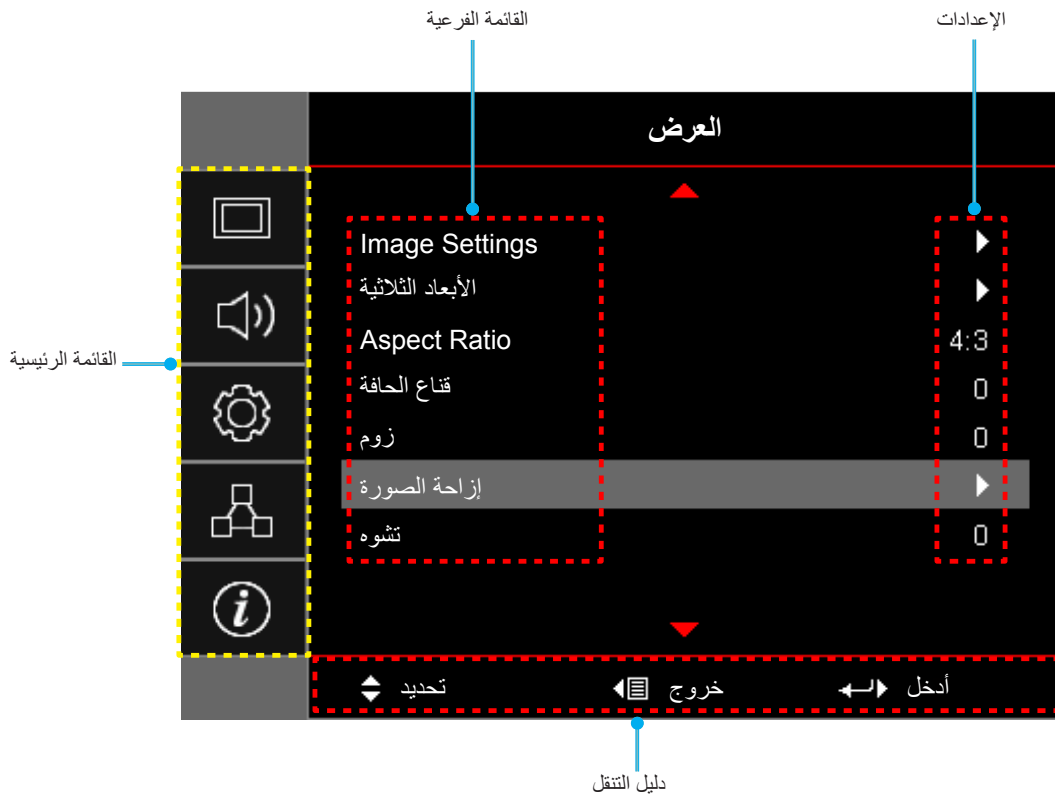 القائمة الفرعية
الإعدادات
العرض
Image Settings
الأبعاد الثلاثية
Aspect Ratio 4:3
قناع الحافة 0
زوم 0
إزاحة الصورة
تشوه 0
القائمة الرئيسية
تحديد خروج أدخل
دليل التنقل